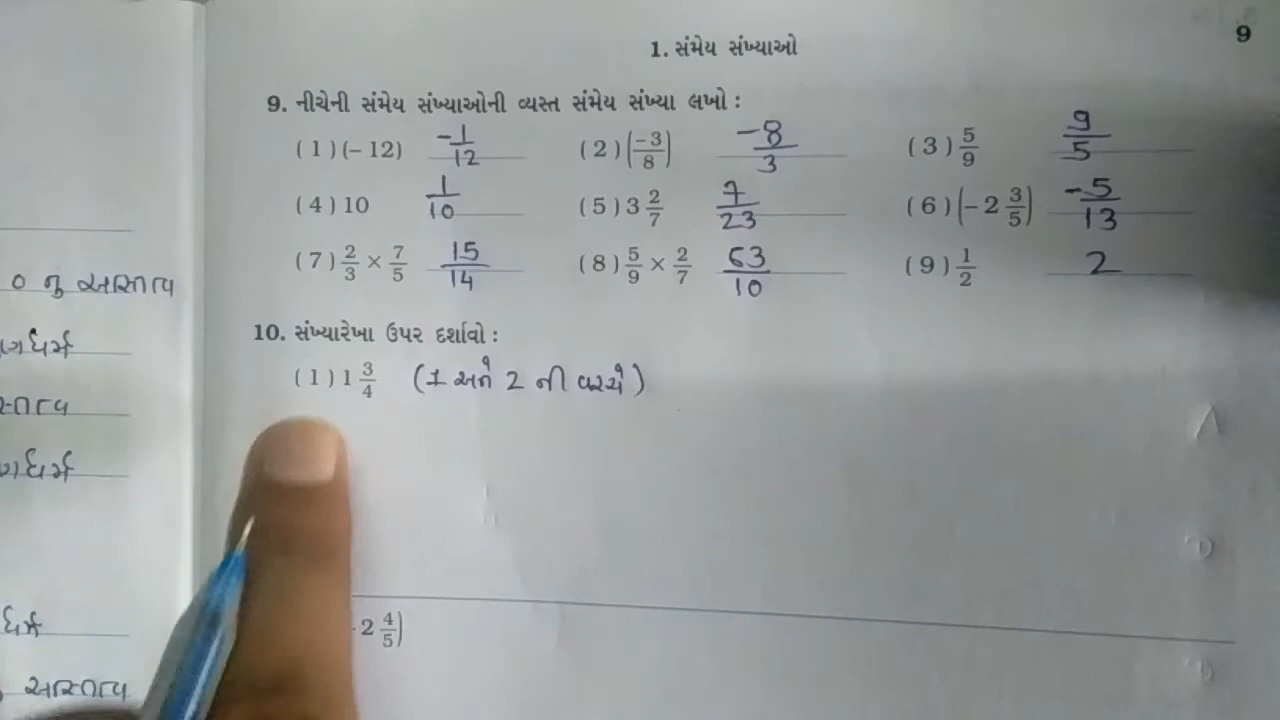 1. સંમેય સંખ્યાઓ 9
9. નીચેની સંમેય સંખ્યાઓની વ્યસ્ત સંમેય સંખ્યા લખો :
(1) (– 12) -1/12 (2) (–3/8) -8/3 (3) 5/9 9/5
(4) 10 1/10 (5) 3 2/7 7/23 (6) (– 2 3/5) -5/13
(7) 2/3 × 7/5 15/14 (8) 5/9 × 2/7 63/10 (9) 1/2 2
0 નુ અસ્તિત્વ
10. સંખ્યારેખા ઉપર દર્શાવો :
(1) 1 3/4 (1 અને 2 ની વચ્ચે)
2 4/5)